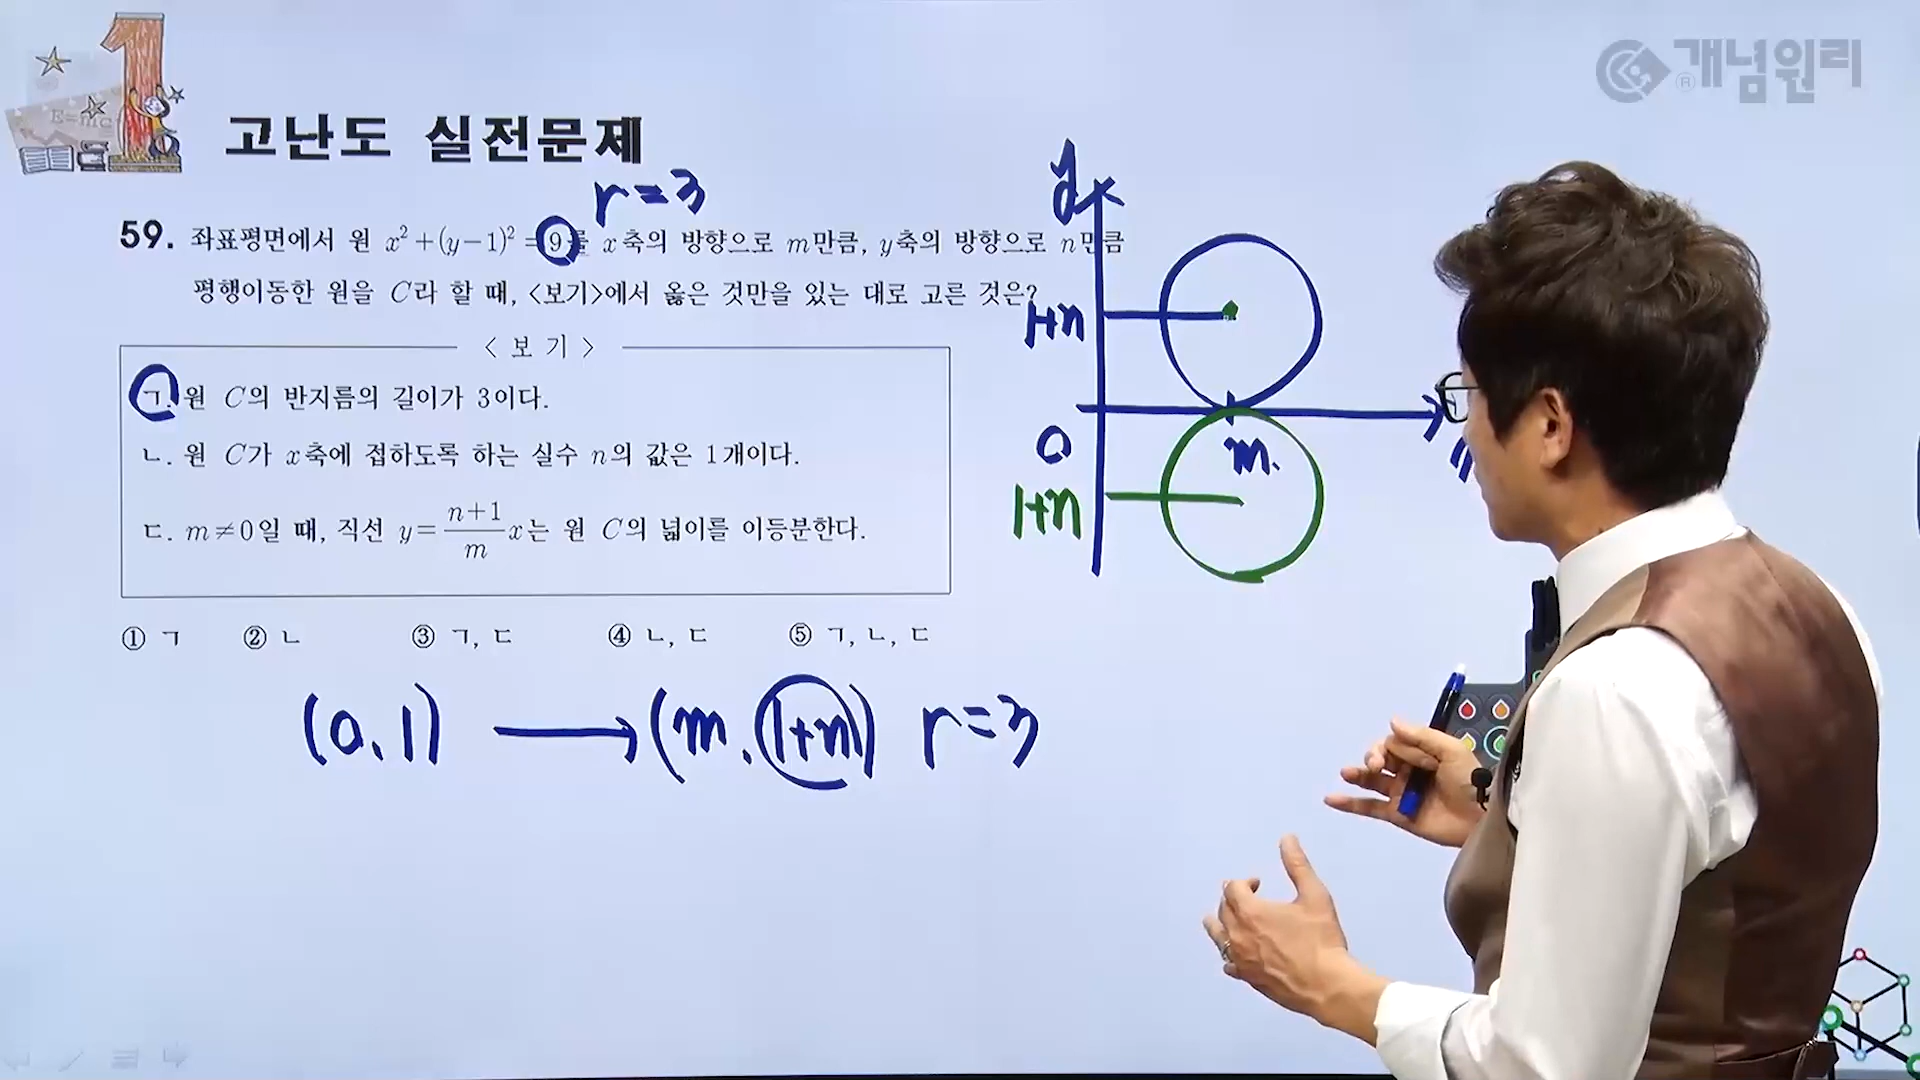 개념원리
고난도 실전문제
r=3
59. 좌표평면에서 원 x²+(y−1)²=9를 x축의 방향으로 m만큼, y축의 방향으로 n만큼
평행이동한 원을 C라 할 때, <보기>에서 옳은 것만을 있는 대로 고른 것은?
<보기>
ㄱ. 원 C의 반지름의 길이가 3이다.
ㄴ. 원 C가 x축에 접하도록 하는 실수 n의 값은 1개이다.
ㄷ. m≠0일 때, 직선 y=(n+1)/m x는 원 C의 넓이를 이등분한다.
① ㄱ ② ㄴ ③ ㄱ, ㄷ ④ ㄴ, ㄷ ⑤ ㄱ, ㄴ, ㄷ
(0, 1) → (m, 1+n) r=3
y
1+n
0
m.
1+n
E=mc